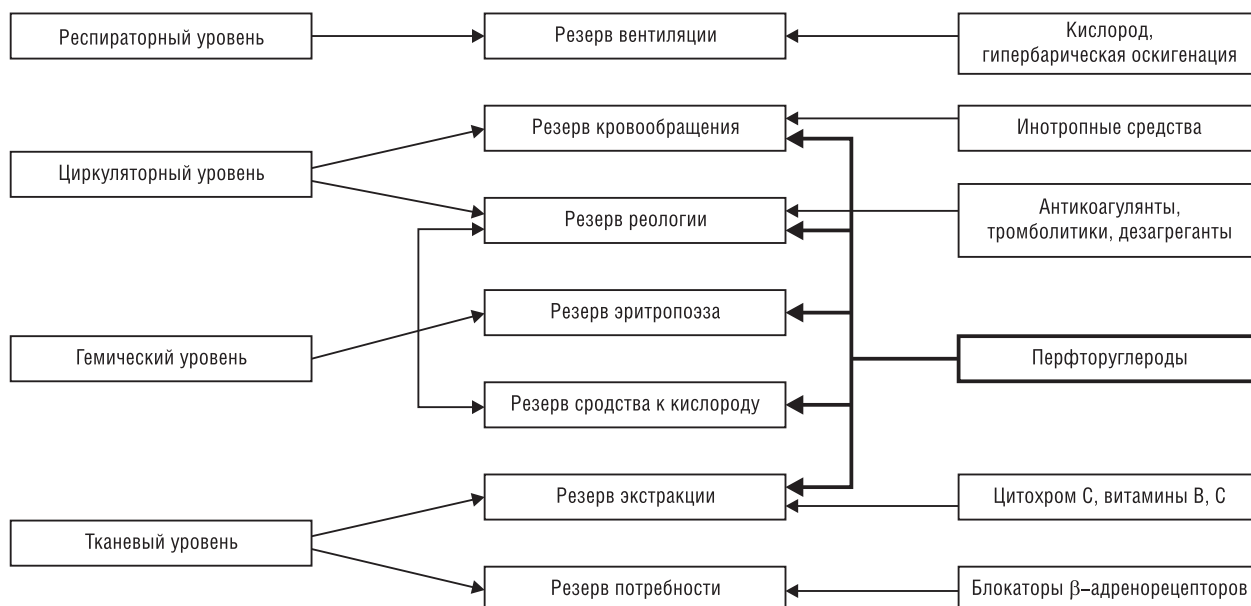 Респираторный уровень
Резерв вентиляции
Кислород,
гипербарическая оскигенация
Резерв кровообращения
Инотропные средства
Циркуляторный уровень
Резерв реологии
Антикоагулянты,
тромболитики, дезагреганты
Резерв эритропоэза
Гемический уровень
Перфторуглероды
Резерв сродства к кислороду
Резерв экстракции
Цитохром С, витамины В, С
Тканевый уровень
Резерв потребности
Блокаторы β–адренорецепторов